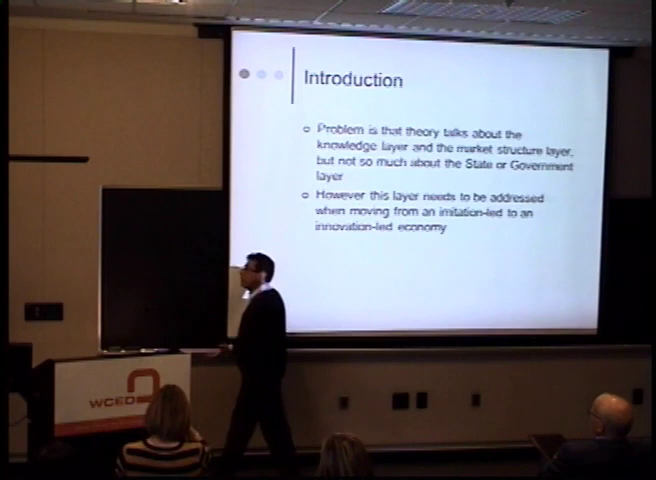 Introduction
Problem is that theory talks about the
knowledge layer and the market structure layer,
but not so much about the State or Government
layer
However this layer needs to be addressed
when moving from an imitation-led to an
innovation-led economy
WCED